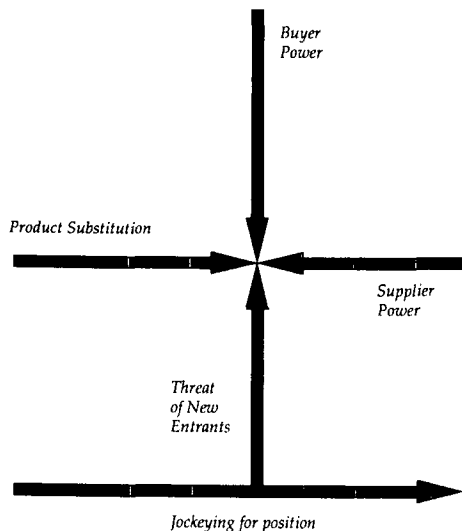 Buyer
Power
Product Substitution
Supplier
Power
Threat
of New
Entrants
Jockeying for position